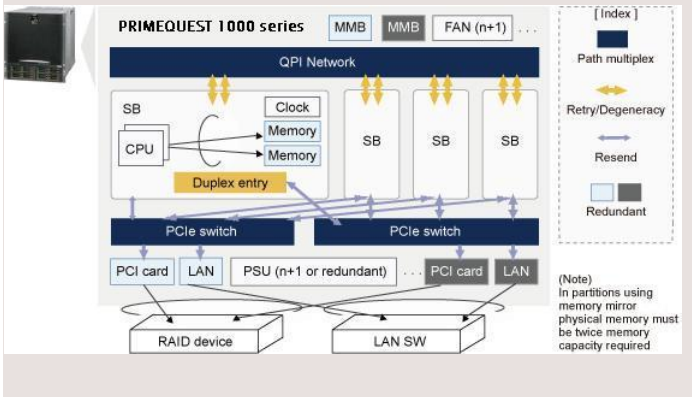 PRIMEQUEST 1000 series
MMB
MMB
FAN (n+1)
. . .
QPI Network
SB
Clock
Memory
Memory
CPU
Duplex entry
SB
SB
SB
PCIe switch
PCIe switch
PCI card
LAN
PSU (n+1 or redundant)
. . .
PCI card
LAN
RAID device
LAN SW
[ Index ]
Path multiplex
Retry/Degeneracy
Resend
Redundant
(Note)
In partitions using
memory mirror
physical memory must
be twice memory
capacity required